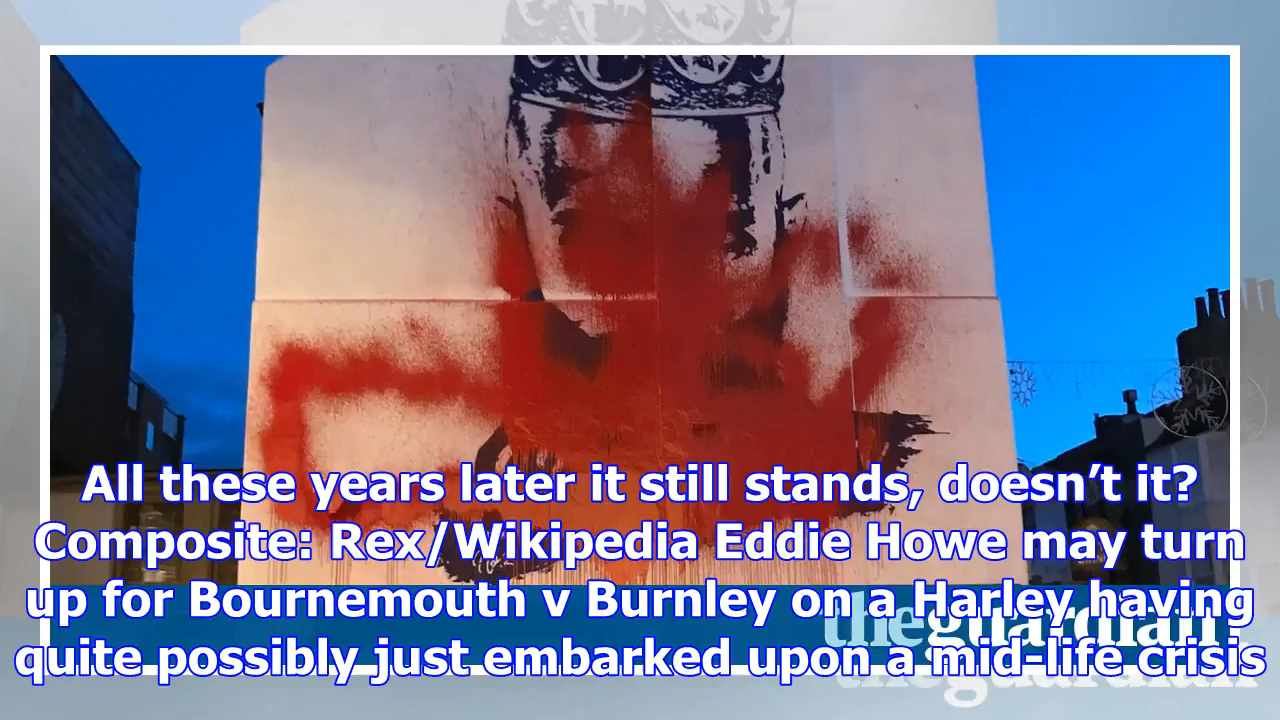 All these years later it still stands, doesn’t it?
Composite: Rex/Wikipedia Eddie Howe may turn
up for Bournemouth v Burnley on a Harley having
quite possibly just embarked upon a mid-life crisis
theguardian
theguardian